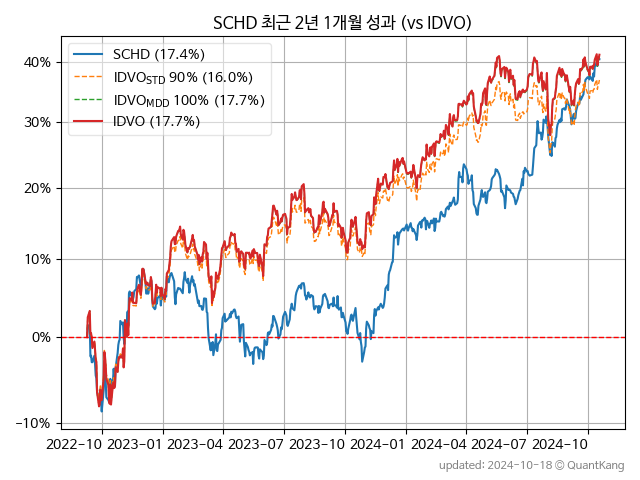 SCHD 최근 2년 1개월 성과 (vs IDVO)
SCHD (17.4%)
IDVO_STD 90% (16.0%)
IDVO_MDD 100% (17.7%)
IDVO (17.7%)
40%
30%
20%
10%
0%
−10%
2022-10 2023-01 2023-04 2023-07 2023-10 2024-01 2024-04 2024-07 2024-10
updated: 2024-10-18 © QuantKang